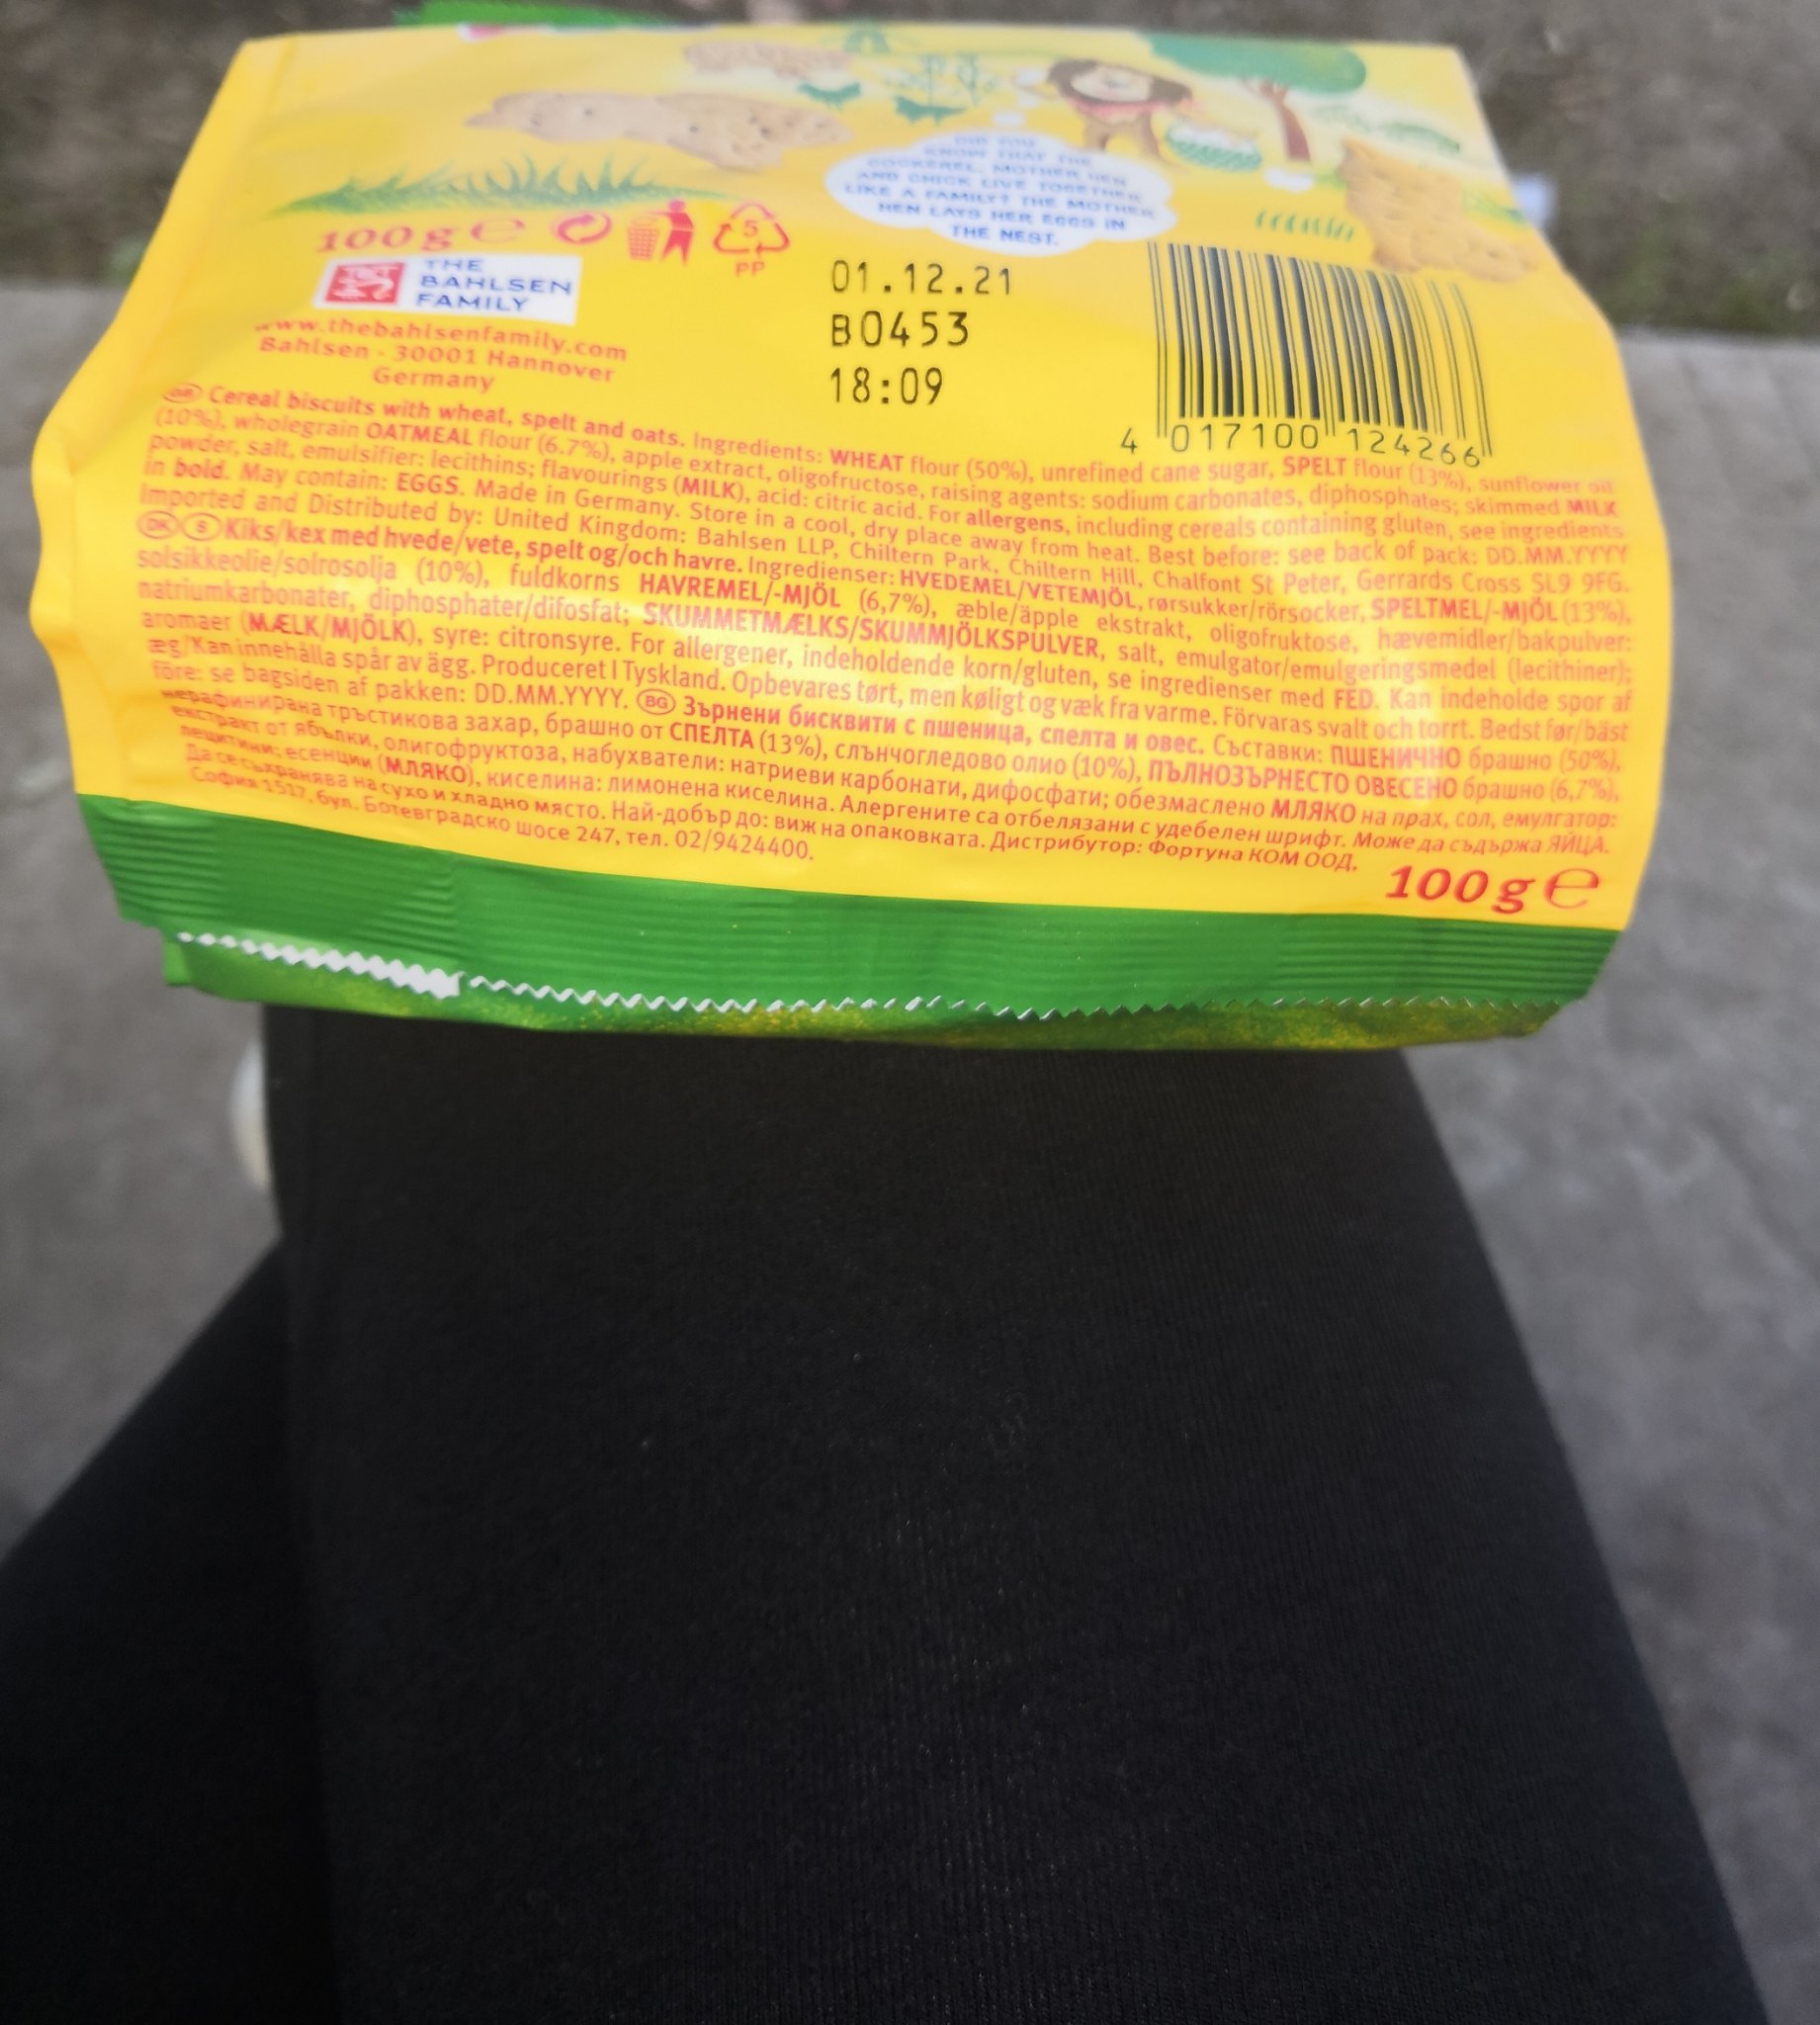 DID YOU
KNOW THAT THE
COCKEREL, MOTHER HEN
AND CHICK LIVE TOGETHER
LIKE A FAMILY? THE MOTHER
HEN LAYS HER EGGS IN
THE NEST.
100 g e
5
PP
THE
BAHLSEN
FAMILY
www.thebahlsenfamily.com
Bahlsen - 30001 Hannover
Germany
01.12.21
B0453
18:09
4 017100 124266
GB Cereal biscuits with wheat, spelt and oats. Ingredients: WHEAT flour (50%), unrefined cane sugar, SPELT flour (13%), sunflower oil
(10%), wholegrain OATMEAL flour (6.7%), apple extract, oligofructose, raising agents: sodium carbonates, diphosphates; skimmed MILK
powder, salt, emulsifier: lecithins; flavourings (MILK), acid: citric acid. For allergens, including cereals containing gluten, see ingredients
in bold. May contain: EGGS. Made in Germany. Store in a cool, dry place away from heat. Best before: see back of pack: DD.MM.YYYY
Imported and Distributed by: United Kingdom: Bahlsen LLP, Chiltern Park, Chiltern Hill, Chalfont St Peter, Gerrards Cross SL9 9FG.
DK S Kiks/kex med hvede/vete, spelt og/och havre. Ingredienser: HVEDEMEL/VETEMJÖL, rørsukker/rörsocker, SPELTMEL/-MJÖL (13%),
solsikkeolie/solrosolja (10%), fuldkorns HAVREMEL/-MJÖL (6,7%), æble/äpple ekstrakt, oligofruktose, hævemidler/bakpulver:
natriumkarbonater, diphosphater/difosfat; SKUMMETMÆLKS/SKUMMJÖLKSPULVER, salt, emulgator/emulgeringsmedel (lecithiner);
aromaer (MÆLK/MJÖLK), syre: citronsyre. For allergener, indeholdende korn/gluten, se ingredienser med FED. Kan indeholde spor af
æg/Kan innehålla spår av ägg. Produceret I Tyskland. Opbevares tørt, men køligt og væk fra varme. Förvaras svalt och torrt. Bedst før/bäst
före: se bagsiden af pakken: DD.MM.YYYY. BG Зърнени бисквити с пшеница, спелта и овес. Съставки: ПШЕНИЧНО брашно (50%),
нерафинирана тръстикова захар, брашно от СПЕЛТА (13%), слънчогледово олио (10%), ПЪЛНОЗЪРНЕСТО ОВЕСЕНО брашно (6,7%),
екстракт от ябълки, олигофруктоза, набухватели: натриеви карбонати, дифосфати; обезмаслено МЛЯКО на прах, сол, емулгатор:
лецитини; есенции (МЛЯКО), киселина: лимонена киселина. Алергените са отбелязани с удебелен шрифт. Може да съдържа ЯЙЦА.
Да се съхранява на сухо и хладно място. Най-добър до: виж на опаковката. Дистрибутор: Фортуна КОМ ООД,
София 1517, бул. Ботевградско шосе 247, тел. 02/9424400.
100 g e